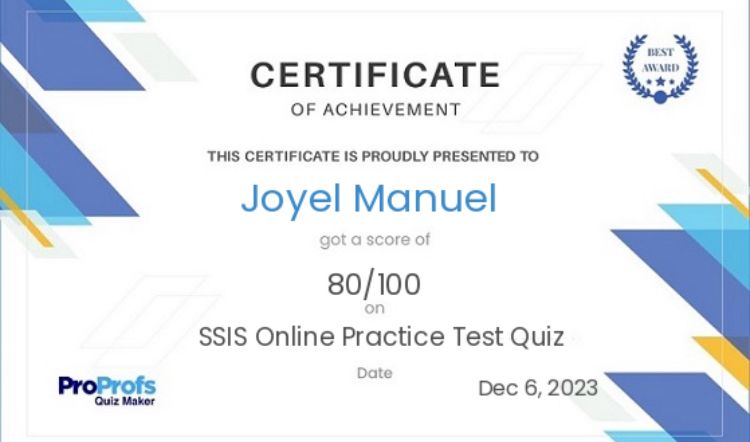 BEST
AWARD
CERTIFICATE
OF ACHIEVEMENT
THIS CERTIFICATE IS PROUDLY PRESENTED TO
Joyel Manuel
got a score of
80/100
on
SSIS Online Practice Test Quiz
Date
Dec 6, 2023
ProProfs
Quiz Maker